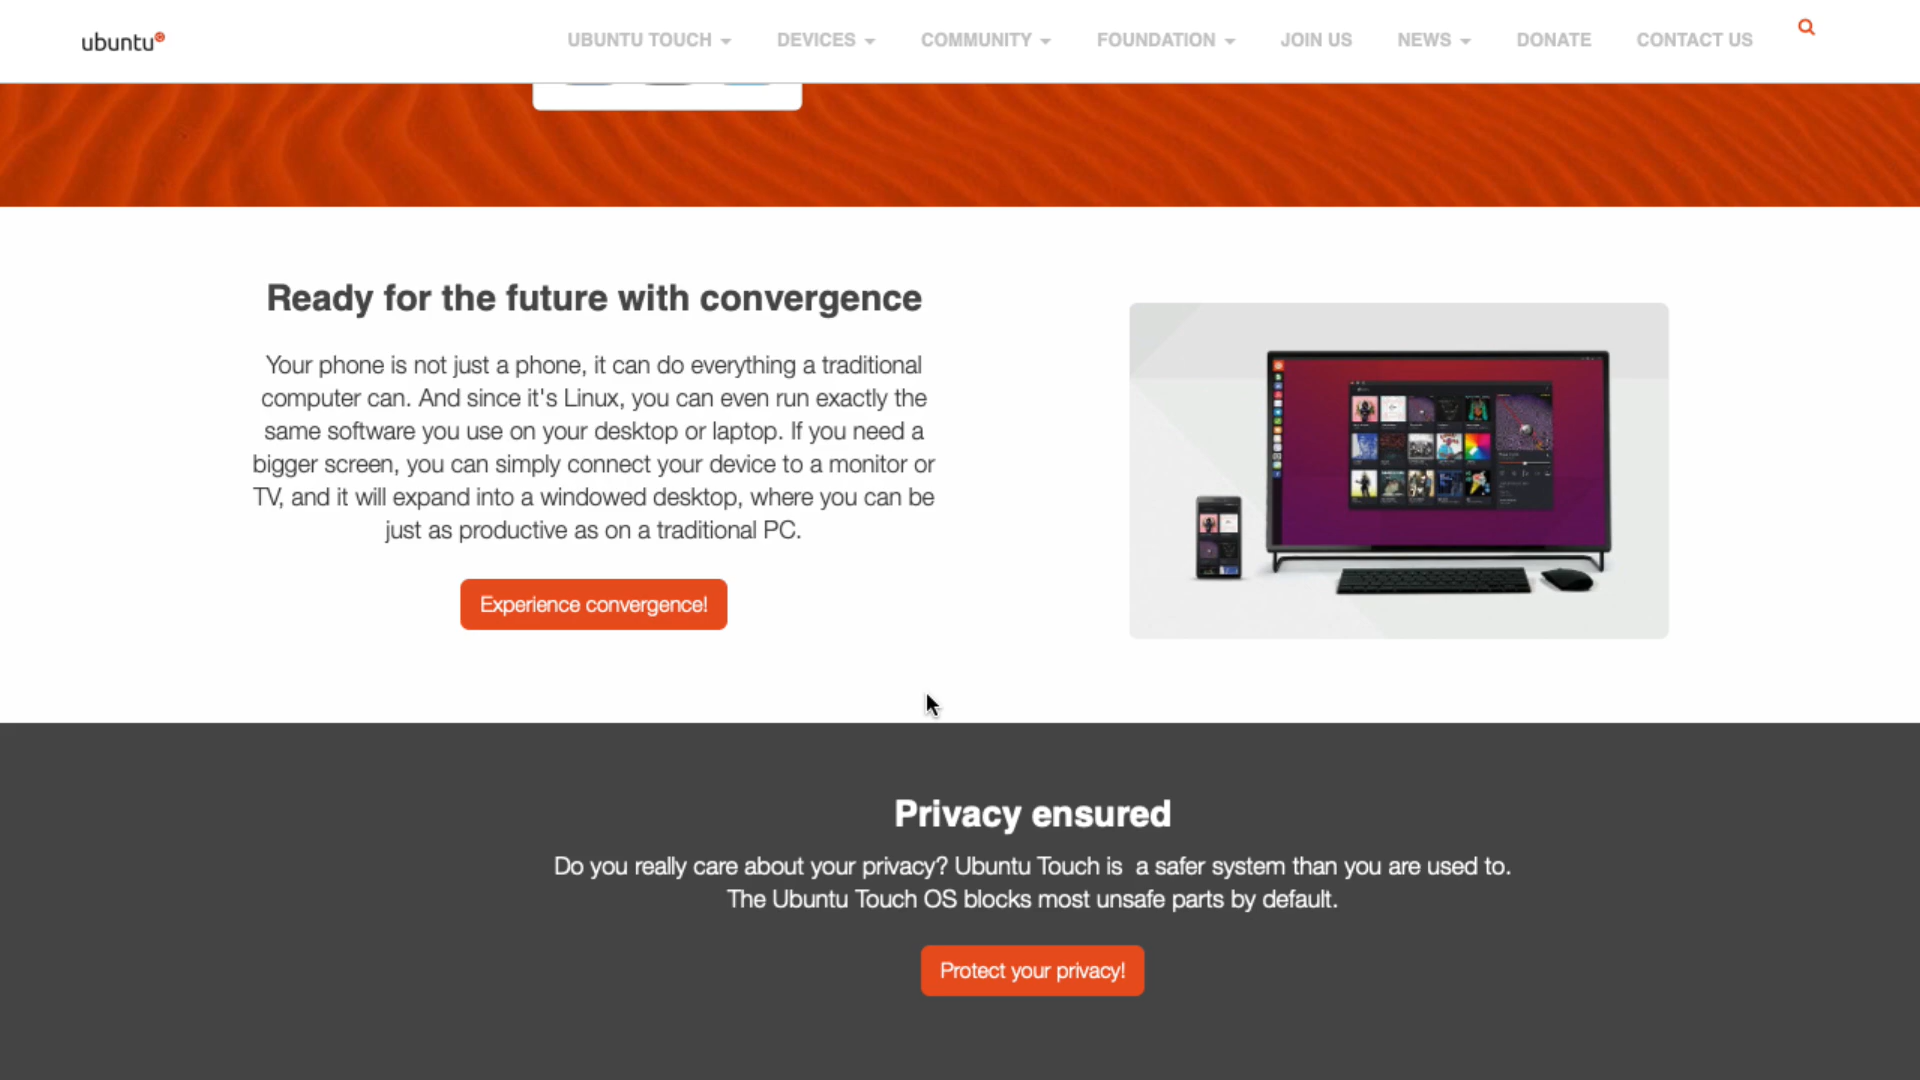 ubuntu
UBUNTU TOUCH
DEVICES
COMMUNITY
FOUNDATION
JOIN US
NEWS
DONATE
CONTACT US
Ready for the future with convergence
Your phone is not just a phone, it can do everything a traditional
computer can. And since it's Linux, you can even run exactly the
same software you use on your desktop or laptop. If you need a
bigger screen, you can simply connect your device to a monitor or
TV, and it will expand into a windowed desktop, where you can be
just as productive as on a traditional PC.
Experience convergence!
Privacy ensured
Do you really care about your privacy? Ubuntu Touch is  a safer system than you are used to.
The Ubuntu Touch OS blocks most unsafe parts by default.
Protect your privacy!